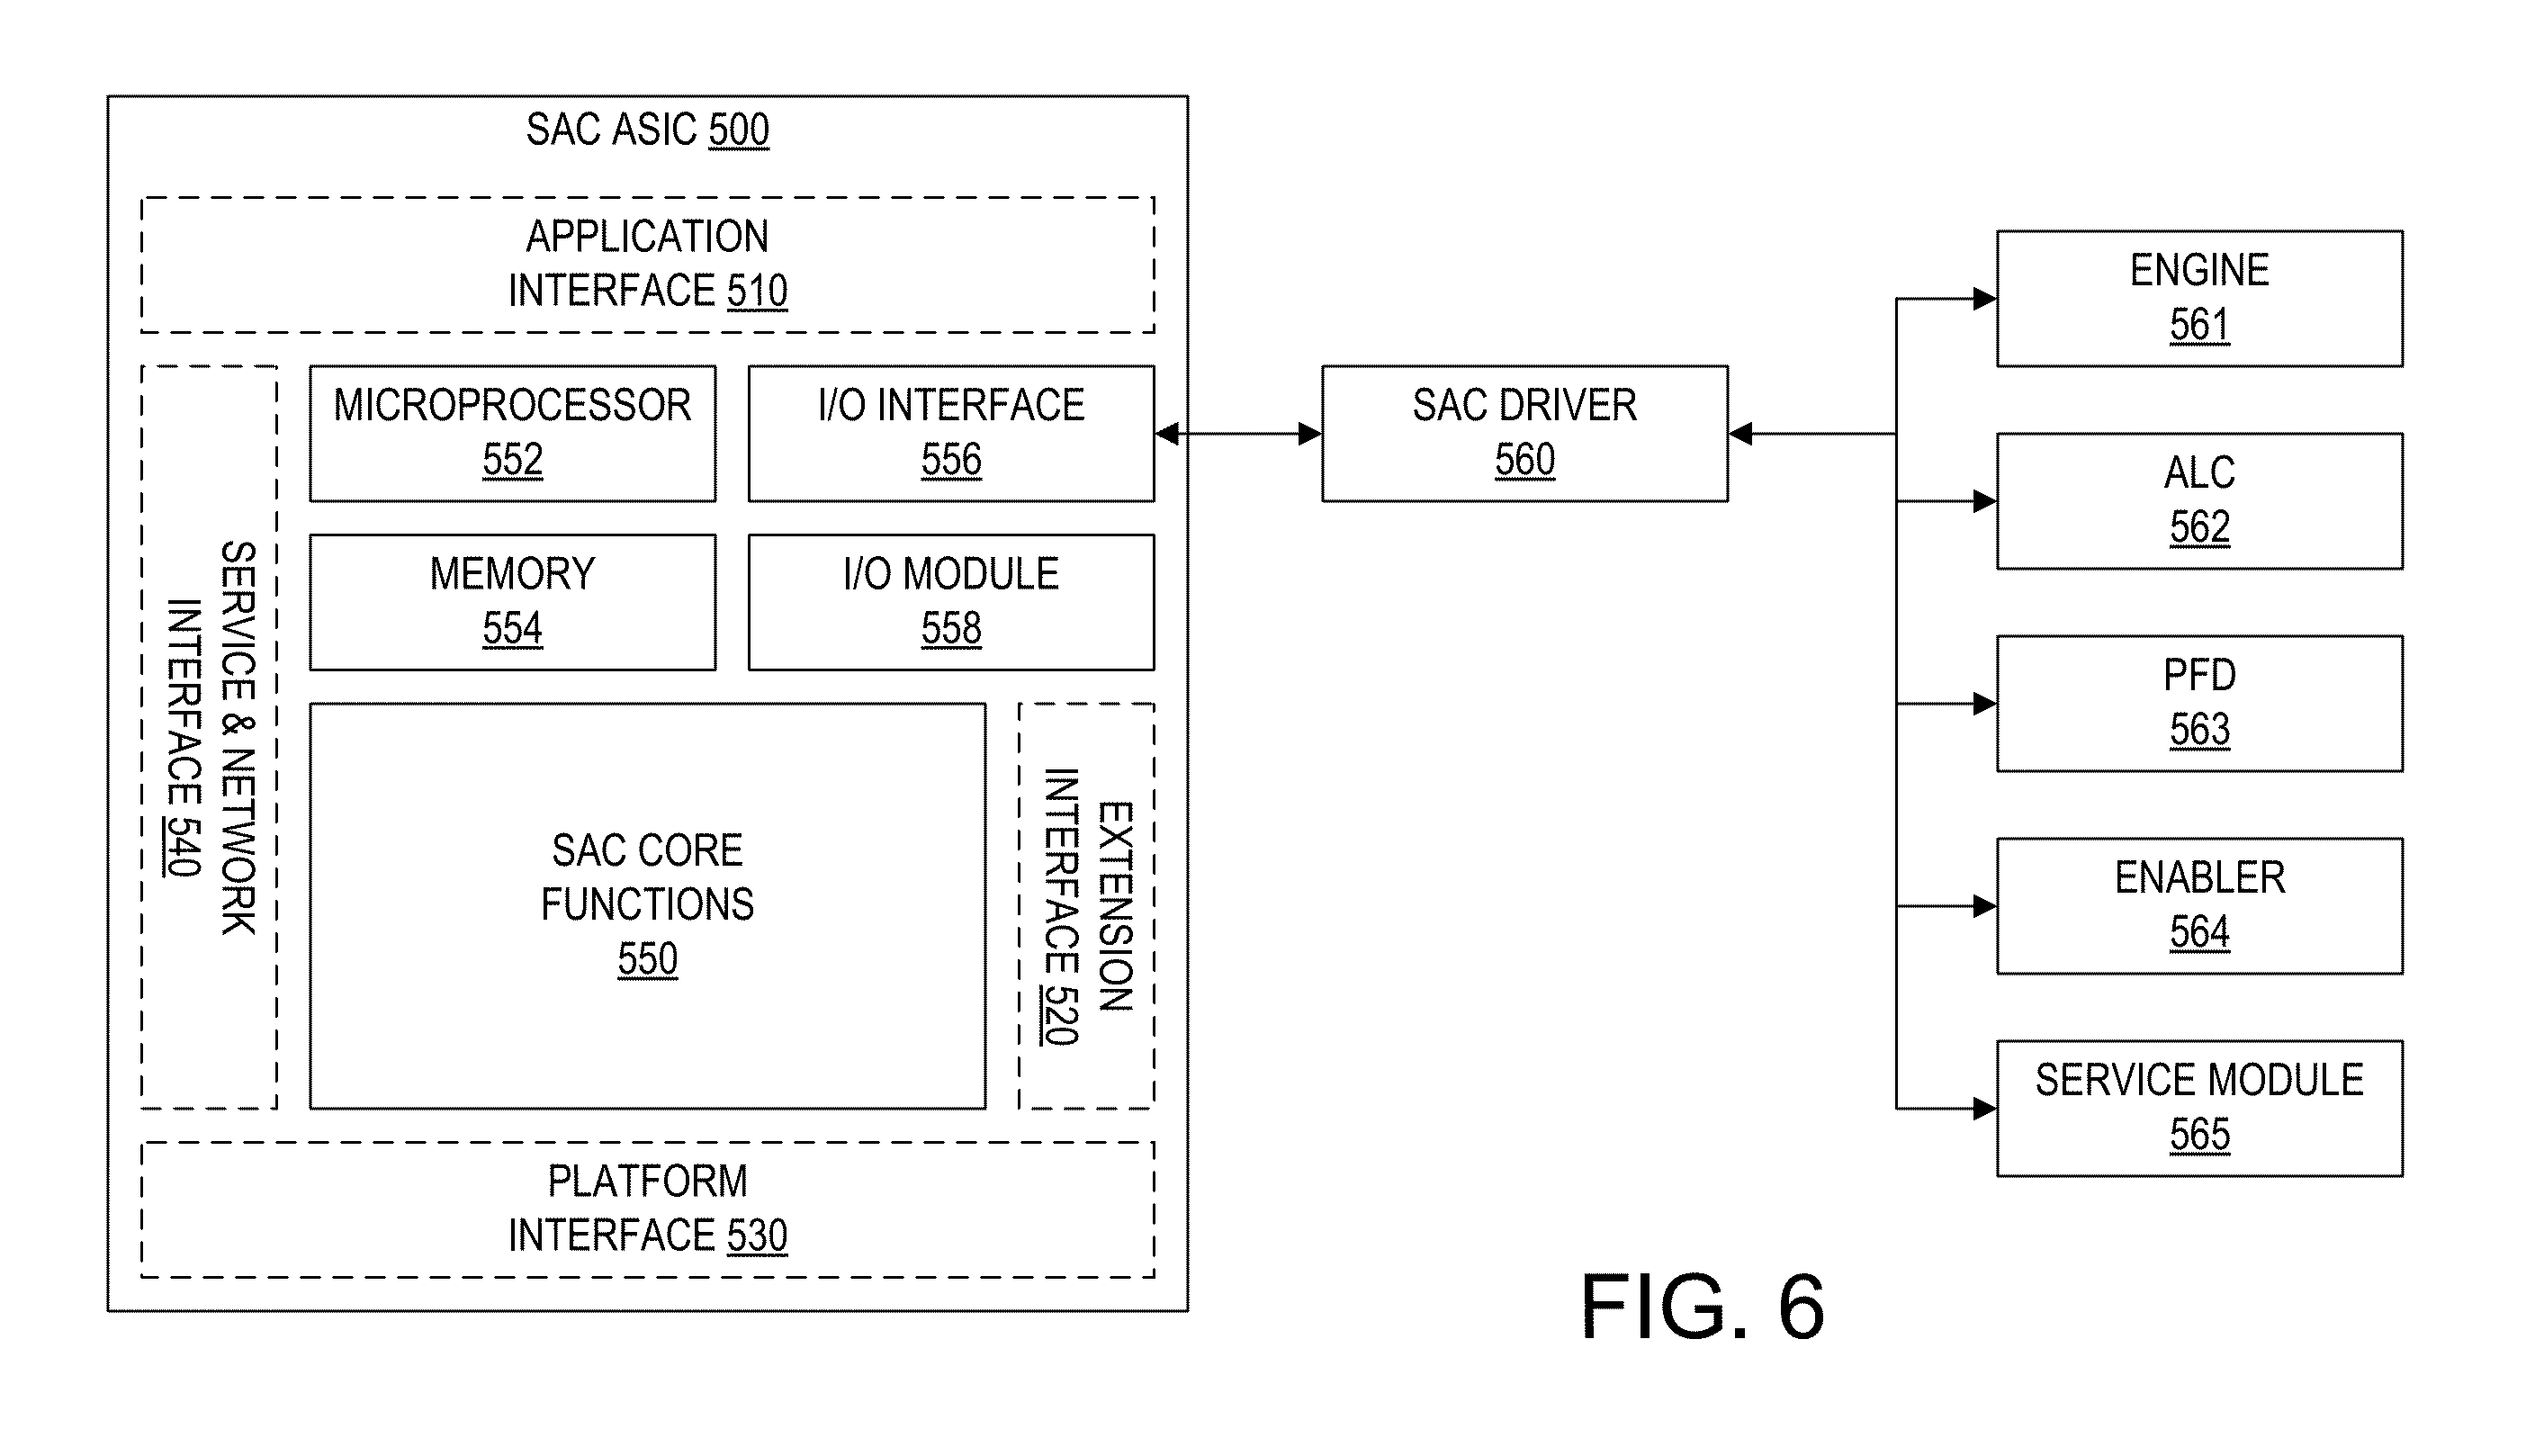 SAC ASIC 500
APPLICATION
INTERFACE 510
SERVICE & NETWORK
INTERFACE 540
MICROPROCESSOR
552
I/O INTERFACE
556
MEMORY
554
I/O MODULE
558
SAC CORE
FUNCTIONS
550
EXTENSION
INTERFACE 520
PLATFORM
INTERFACE 530
SAC DRIVER
560
ENGINE
561
ALC
562
PFD
563
ENABLER
564
SERVICE MODULE
565
FIG. 6